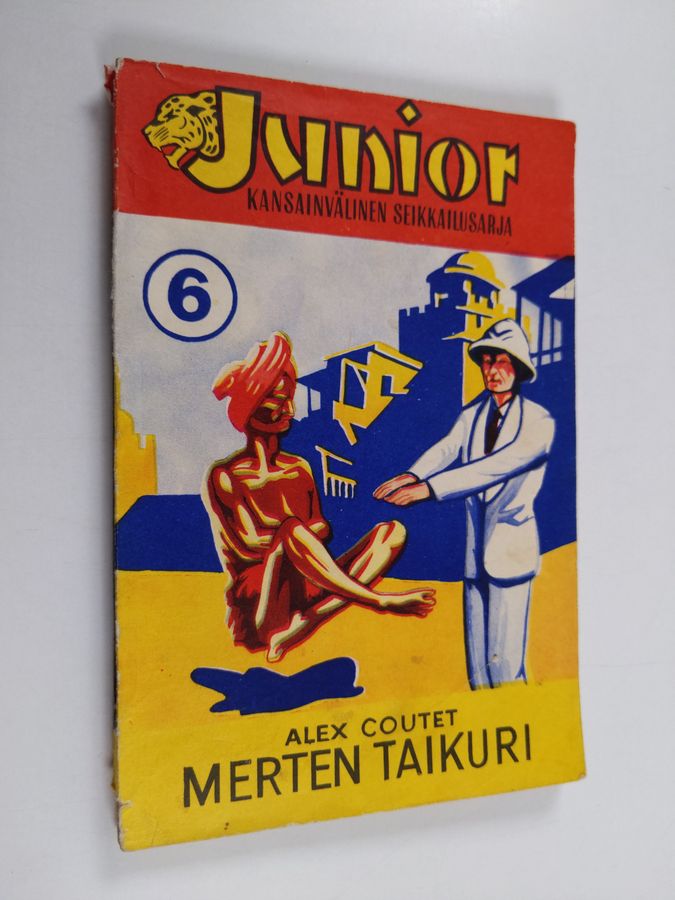 Junior
KANSAINVÄLINEN SEIKKAILUSARJA
6
ALEX COUTET
MERTEN TAIKURI